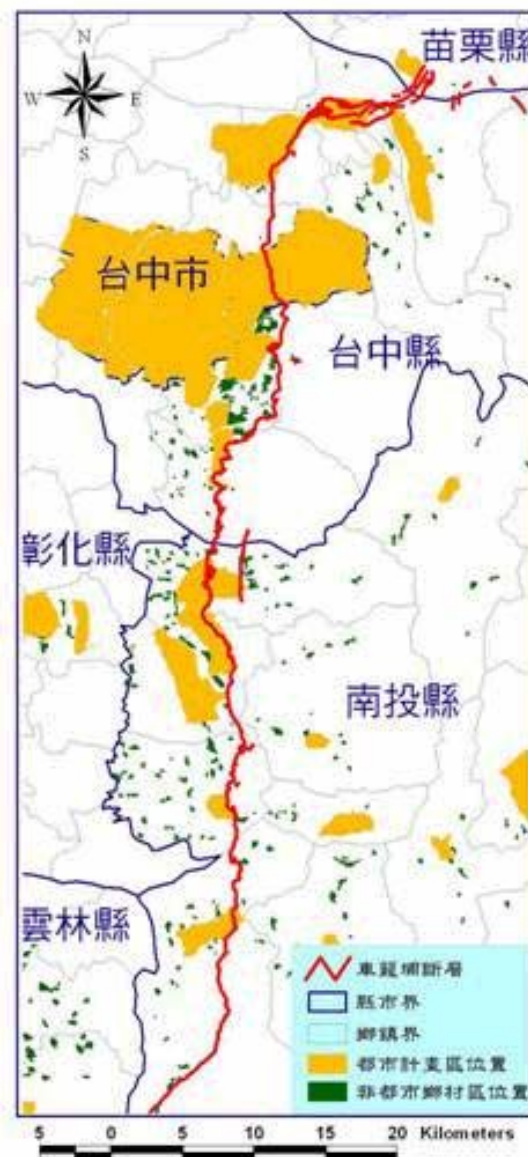 苗栗縣
N
W E
S
台中市
台中縣
彰化縣
南投縣
雲林縣
車籠埔斷層
縣市界
鄉鎮界
都市計畫區位置
非都市鄉村區位置
5 0 5 10 15 20 Kilometers